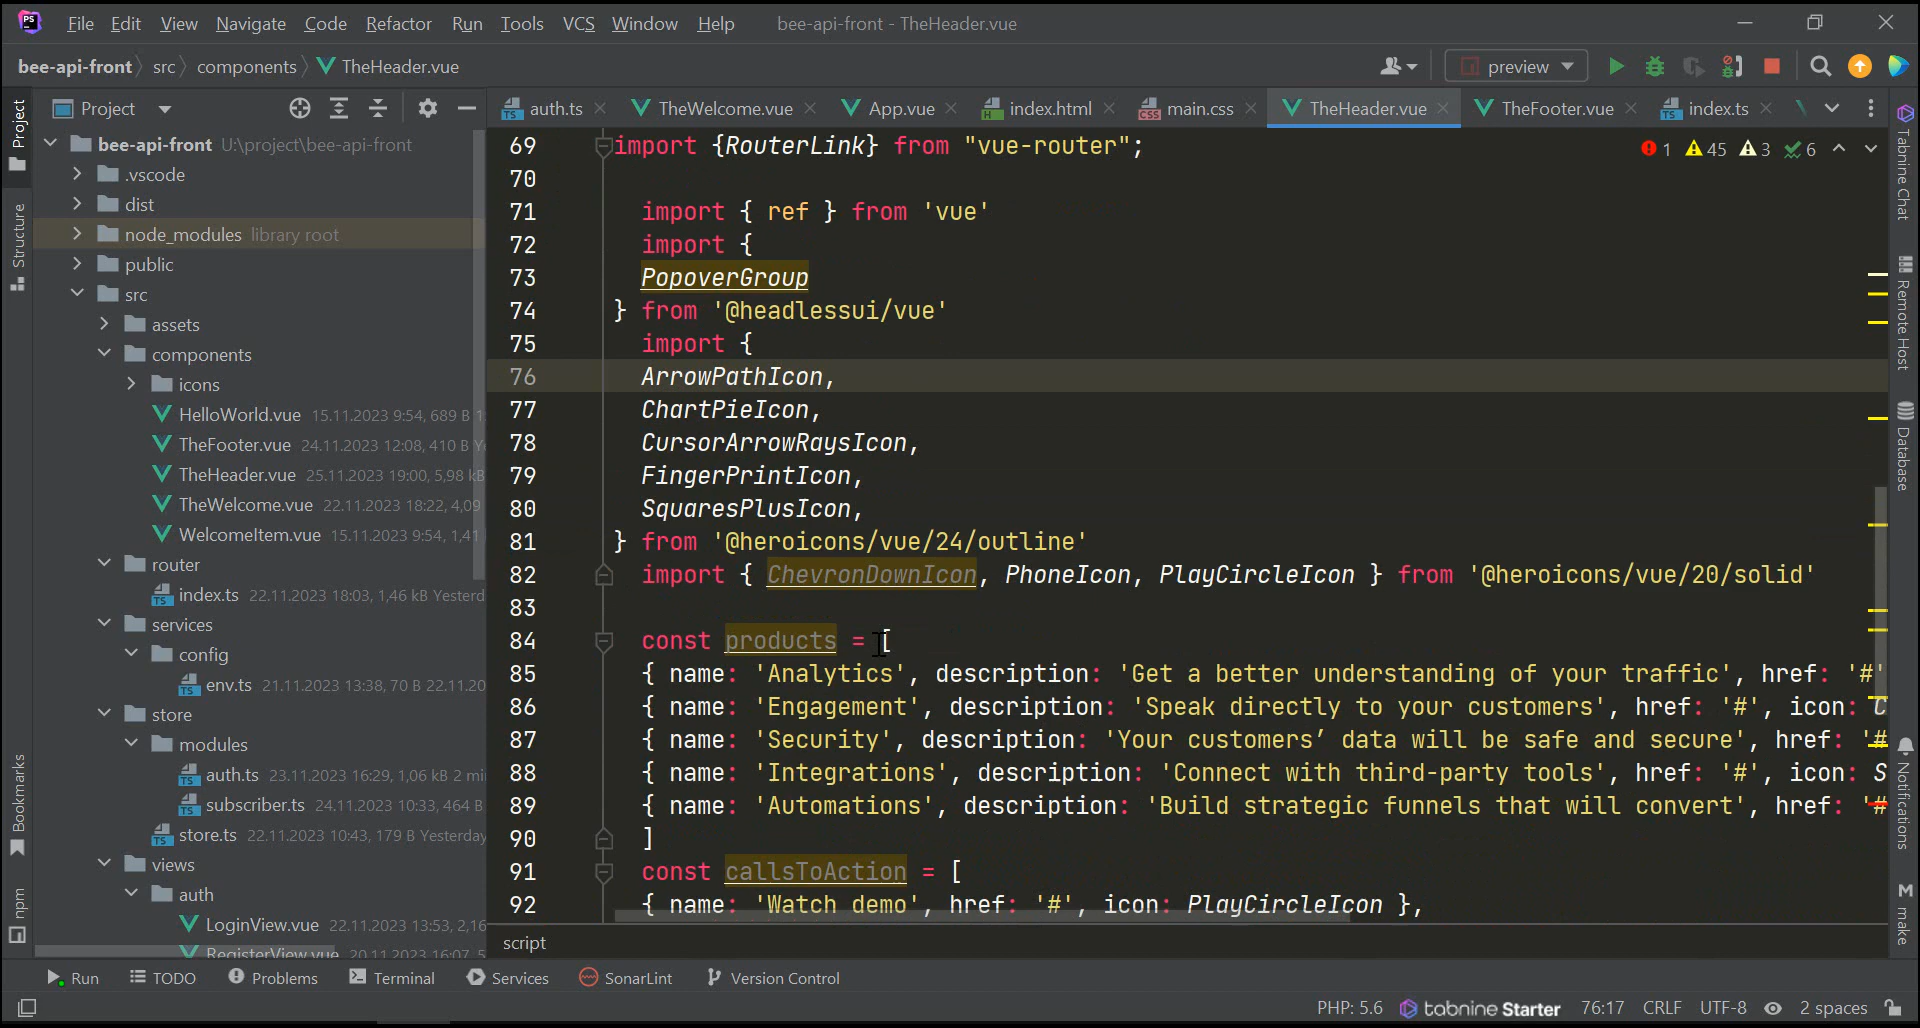 PS File Edit View Navigate Code Refactor Run Tools VCS Window Help bee-api-front - TheHeader.vue
bee-api-front src components TheHeader.vue preview
Project
auth.ts TheWelcome.vue App.vue index.html main.css TheHeader.vue TheFooter.vue index.ts
Project
Structure
Bookmarks
npm
bee-api-front U:\project\bee-api-front
.vscode
dist
node_modules library root
public
src
assets
components
icons
HelloWorld.vue 15.11.2023 9:54, 689 B
TheFooter.vue 24.11.2023 12:08, 410 B
TheHeader.vue 25.11.2023 19:00, 5,98 kB
TheWelcome.vue 22.11.2023 18:22, 4,09
WelcomeItem.vue 15.11.2023 9:54, 1,41
router
index.ts 22.11.2023 18:03, 1,46 kB Yesterd
services
config
env.ts 21.11.2023 13:38, 70 B 22.11.20
store
modules
auth.ts 23.11.2023 16:29, 1,06 kB 2 mi
subscriber.ts 24.11.2023 10:33, 464 B
store.ts 22.11.2023 10:43, 179 B Yesterday
views
auth
LoginView.vue 22.11.2023 13:53, 2,16
RegisterView.vue 20.11.2023 16:07, 5
1 45 3 6
69 import {RouterLink} from "vue-router";
70
71 import { ref } from 'vue'
72 import {
73 PopoverGroup
74 } from '@headlessui/vue'
75 import {
76 ArrowPathIcon,
77 ChartPieIcon,
78 CursorArrowRaysIcon,
79 FingerPrintIcon,
80 SquaresPlusIcon,
81 } from '@heroicons/vue/24/outline'
82 import { ChevronDownIcon, PhoneIcon, PlayCircleIcon } from '@heroicons/vue/20/solid'
83
84 const products = [
85 { name: 'Analytics', description: 'Get a better understanding of your traffic', href: '#'
86 { name: 'Engagement', description: 'Speak directly to your customers', href: '#', icon: C
87 { name: 'Security', description: 'Your customers’ data will be safe and secure', href: '#
88 { name: 'Integrations', description: 'Connect with third-party tools', href: '#', icon: S
89 { name: 'Automations', description: 'Build strategic funnels that will convert', href: '#
90 ]
91 const callsToAction = [
92 { name: 'Watch demo', href: '#', icon: PlayCircleIcon },
script
Tabnine Chat
Remote Host
Database
Notifications
M make
Run TODO Problems Terminal Services SonarLint Version Control
PHP: 5.6 tabnine Starter 76:17 CRLF UTF-8 2 spaces